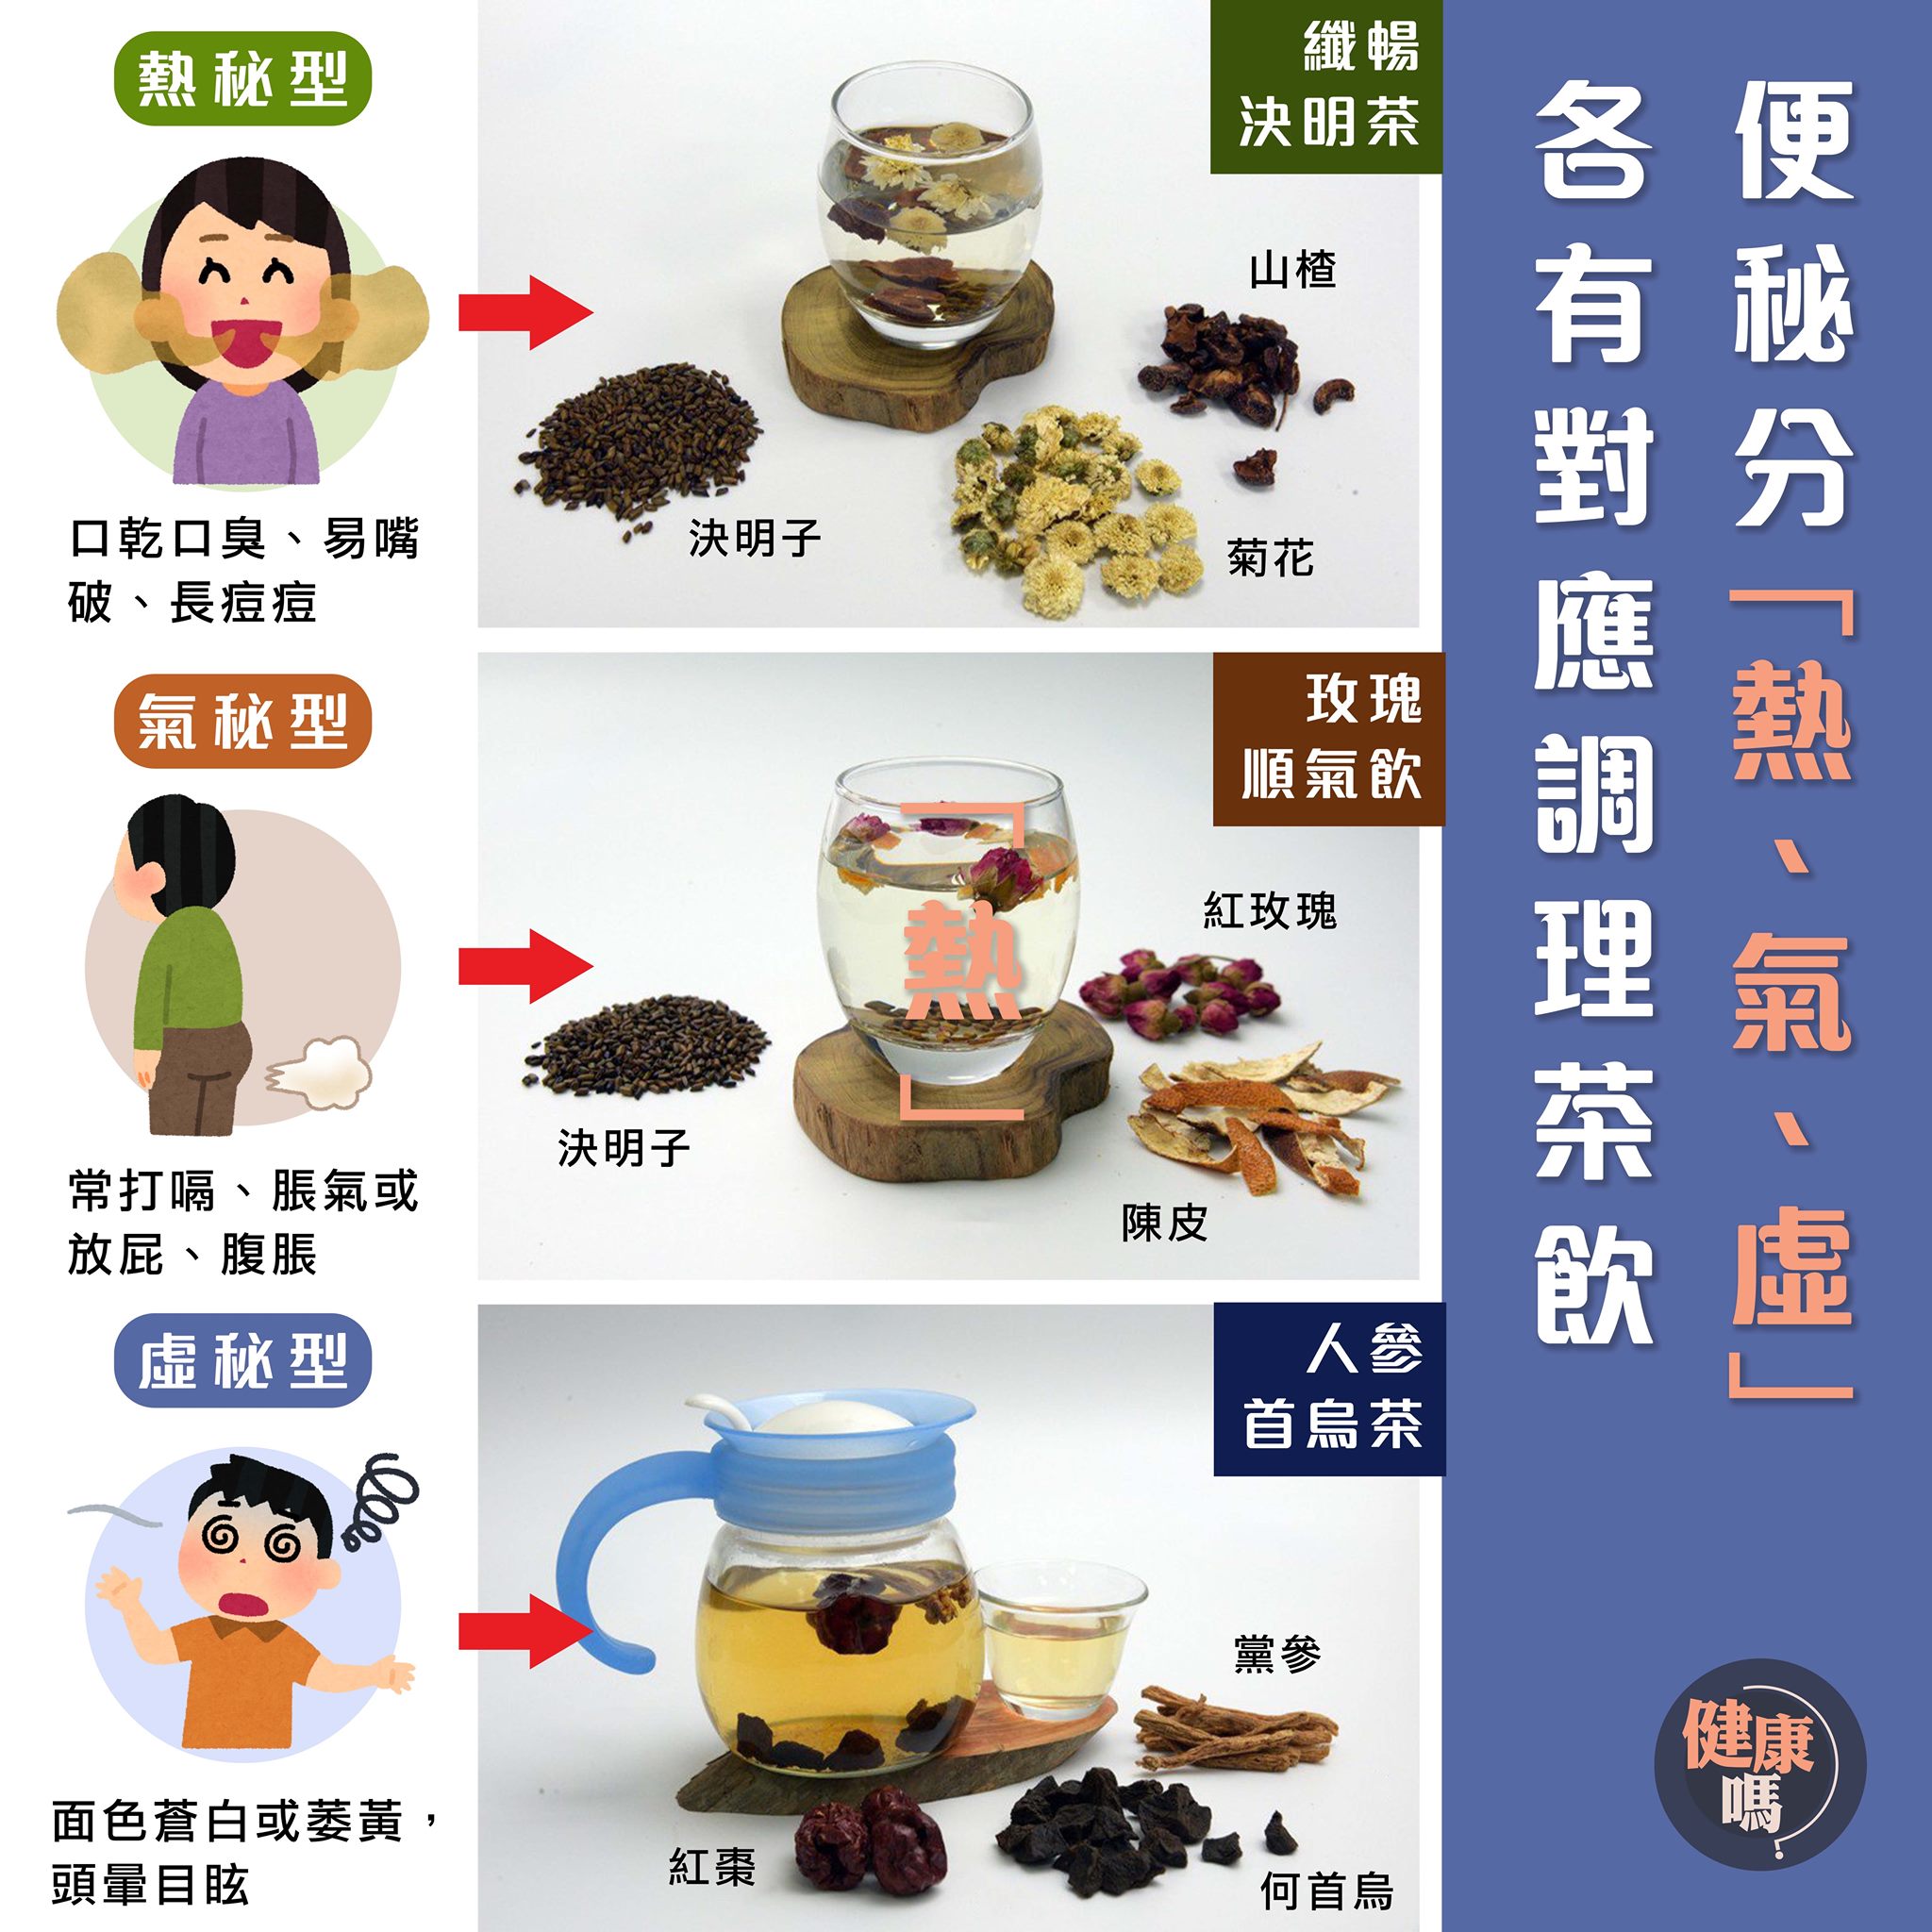 便秘分「熱、氣、虛」
各有對應調理茶飲
熱秘型
口乾口臭、易嘴
破、長痘痘
纖暢
決明茶
山楂
決明子
菊花
氣秘型
常打嗝、脹氣或
放屁、腹脹
玫瑰
順氣飲
「熱」
紅玫瑰
決明子
陳皮
虛秘型
面色蒼白或萎黃，
頭暈目眩
人參
首烏茶
黨參
紅棗
何首烏
健康
嗎?